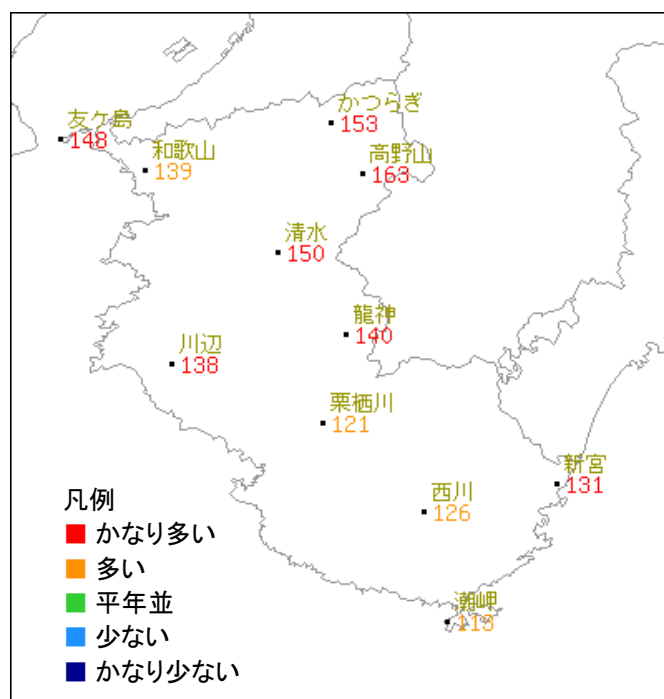 かつらぎ
153
友ケ島
148
和歌山
139
高野山
163
清水
150
龍神
140
川辺
138
栗栖川
121
新宮
131
西川
126
潮岬
113
凡例
かなり多い
多い
平年並
少ない
かなり少ない